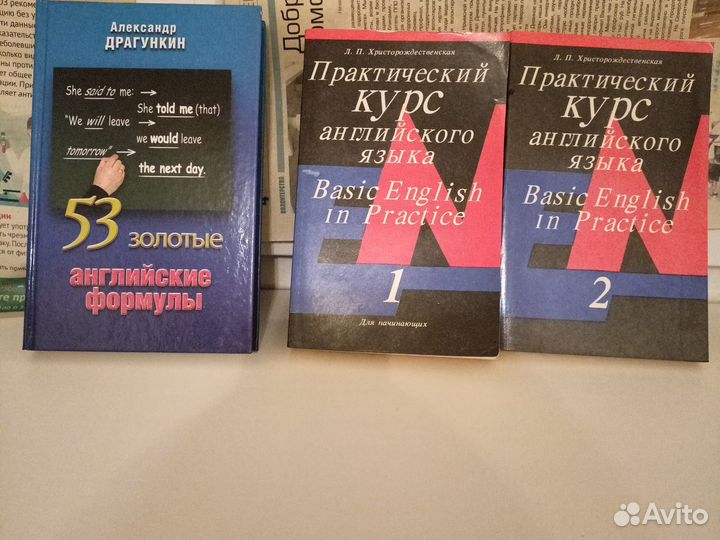 Александр
ДРАГУНКИН
She said to me: →
She told me (that)
"We will leave →
we would leave
tomorrow" →
the next day.
53 золотые
английские
формулы
Л. П. Христорождественская
Практический
курс
английского
языка
Basic English
in Practice
1
Для начинающих
Л. П. Христорождественская
Практический
курс
английского
языка
Basic English
in Practice
2
Avito